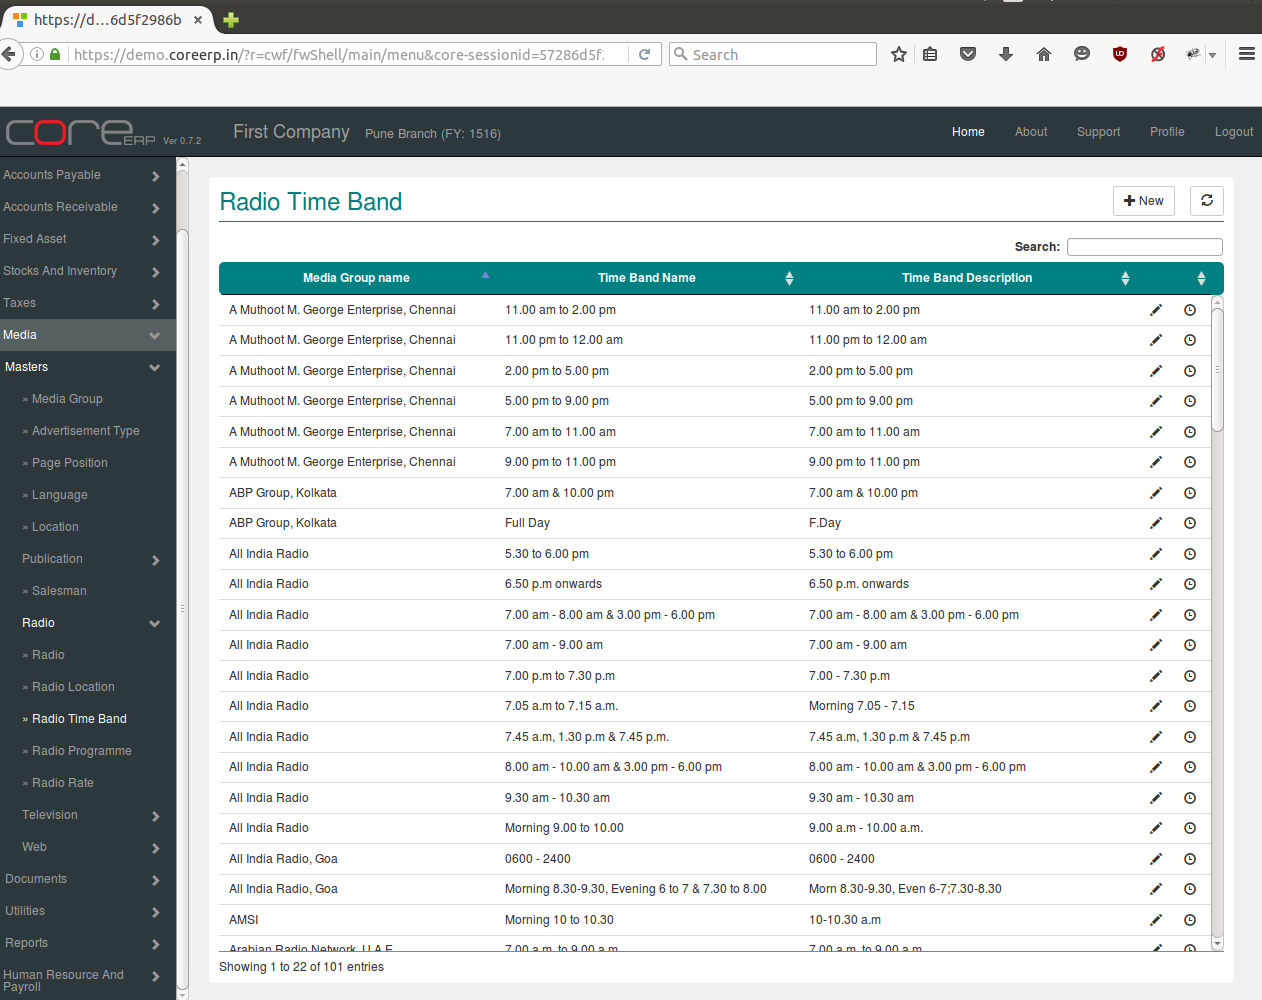 https://d...6d5f2986b
https://demo.coreerp.in/?r=cwf/fwShell/main/menu&core-sessionid=57286d5f
Search
core ERP Ver 0.7.2
First Company Pune Branch (FY: 1516)
Home About Support Profile Logout
Accounts Payable
Accounts Receivable
Fixed Asset
Stocks And Inventory
Taxes
Media
Masters
» Media Group
» Advertisement Type
» Page Position
» Language
» Location
Publication
» Salesman
Radio
» Radio
» Radio Location
» Radio Time Band
» Radio Programme
» Radio Rate
Television
Web
Documents
Utilities
Reports
Human Resource And
Payroll
Radio Time Band
New
Search:
Media Group name Time Band Name Time Band Description
A Muthoot M. George Enterprise, Chennai 11.00 am to 2.00 pm 11.00 am to 2.00 pm
A Muthoot M. George Enterprise, Chennai 11.00 pm to 12.00 am 11.00 pm to 12.00 am
A Muthoot M. George Enterprise, Chennai 2.00 pm to 5.00 pm 2.00 pm to 5.00 pm
A Muthoot M. George Enterprise, Chennai 5.00 pm to 9.00 pm 5.00 pm to 9.00 pm
A Muthoot M. George Enterprise, Chennai 7.00 am to 11.00 am 7.00 am to 11.00 am
A Muthoot M. George Enterprise, Chennai 9.00 pm to 11.00 pm 9.00 pm to 11.00 pm
ABP Group, Kolkata 7.00 am & 10.00 pm 7.00 am & 10.00 pm
ABP Group, Kolkata Full Day F.Day
All India Radio 5.30 to 6.00 pm 5.30 to 6.00 pm
All India Radio 6.50 p.m onwards 6.50 p.m. onwards
All India Radio 7.00 am - 8.00 am & 3.00 pm - 6.00 pm 7.00 am - 8.00 am & 3.00 pm - 6.00 pm
All India Radio 7.00 am - 9.00 am 7.00 am - 9.00 am
All India Radio 7.00 p.m to 7.30 p.m 7.00 - 7.30 p.m
All India Radio 7.05 a.m to 7.15 a.m. Morning 7.05 - 7.15
All India Radio 7.45 a.m, 1.30 p.m & 7.45 p.m. 7.45 a.m, 1.30 p.m & 7.45 p.m
All India Radio 8.00 am - 10.00 am & 3.00 pm - 6.00 pm 8.00 am - 10.00 am & 3.00 pm - 6.00 pm
All India Radio 9.30 am - 10.30 am 9.30 am - 10.30 am
All India Radio Morning 9.00 to 10.00 9.00 a.m - 10.00 a.m.
All India Radio, Goa 0600 - 2400 0600 - 2400
All India Radio, Goa Morning 8.30-9.30, Evening 6 to 7 & 7.30 to 8.00 Morn 8.30-9.30, Even 6-7;7.30-8.30
AMSI Morning 10 to 10.30 10-10.30 a.m
Arabian Radio Network, U.A.E 7.00 a.m. to 9.00 a.m 7.00 a.m. to 9.00 a.m
Showing 1 to 22 of 101 entries